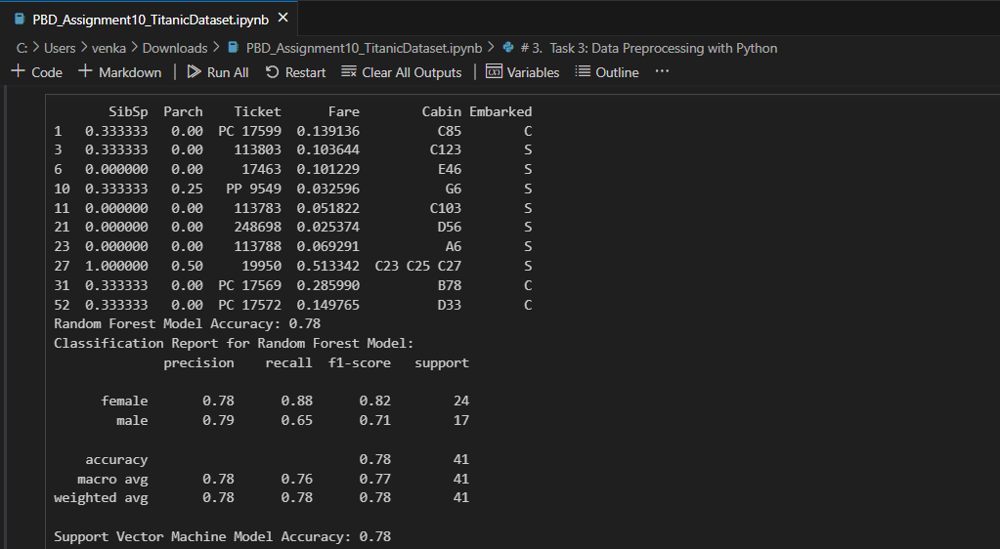 PBD_Assignment10_TitanicDataset.ipynb
C: > Users > venka > Downloads > PBD_Assignment10_TitanicDataset.ipynb > # 3. Task 3: Data Preprocessing with Python
+ Code + Markdown | Run All Restart Clear All Outputs | Variables Outline ...
SibSp Parch Ticket Fare Cabin Embarked
1 0.333333 0.00 PC 17599 0.139136 C85 C
3 0.333333 0.00 113803 0.103644 C123 S
6 0.000000 0.00 17463 0.101229 E46 S
10 0.333333 0.25 PP 9549 0.032596 G6 S
11 0.000000 0.00 113783 0.051822 C103 S
21 0.000000 0.00 248698 0.025374 D56 S
23 0.000000 0.00 113788 0.069291 A6 S
27 1.000000 0.50 19950 0.513342 C23 C25 C27 S
31 0.333333 0.00 PC 17569 0.285990 B78 C
52 0.333333 0.00 PC 17572 0.149765 D33 C
Random Forest Model Accuracy: 0.78
Classification Report for Random Forest Model:
precision recall f1-score support
female 0.78 0.88 0.82 24
male 0.79 0.65 0.71 17
accuracy 0.78 41
macro avg 0.78 0.76 0.77 41
weighted avg 0.78 0.78 0.78 41
Support Vector Machine Model Accuracy: 0.78